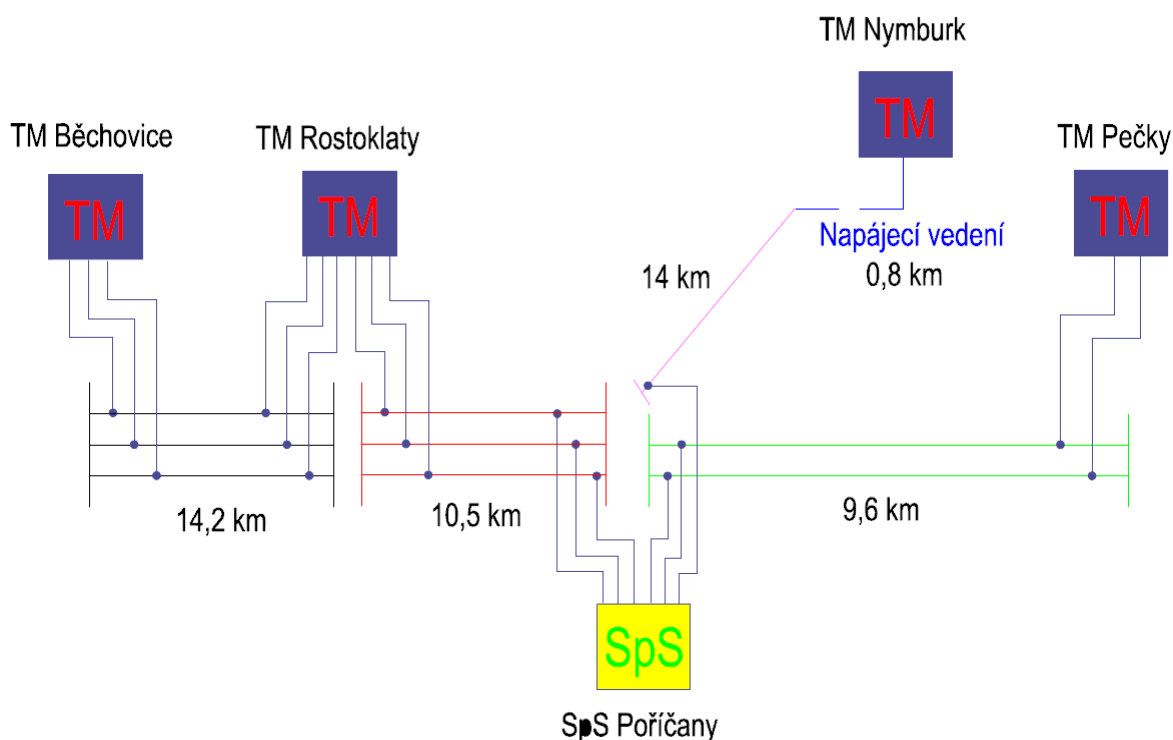 TM Nymburk
TM Běchovice
TM Rostoklaty
TM Pečky
TM
TM
TM
TM
Napájecí vedení
14 km
0,8 km
14,2 km
10,5 km
9,6 km
SpS
SpS Poříčany